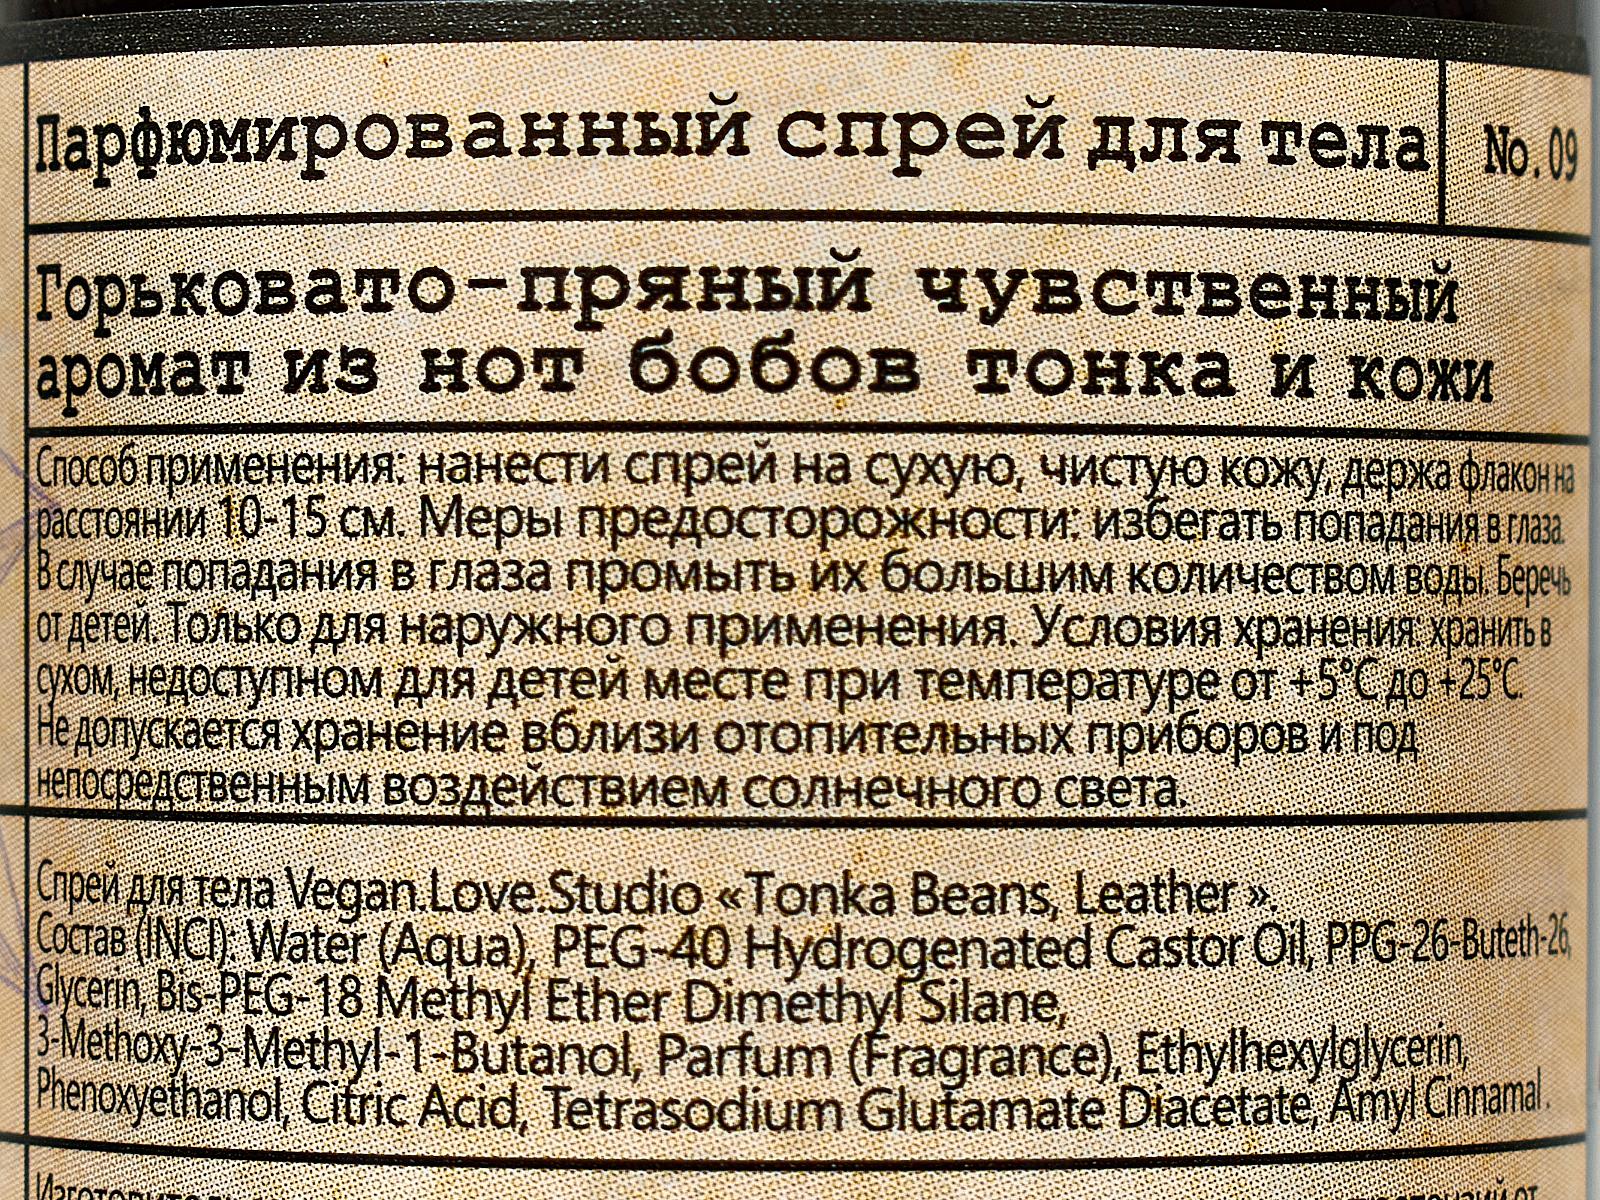 Парфюмированный спрей для тела
No. 09
Горьковато-пряный чувственный
аромат из нот бобов тонка и кожи
Способ применения: нанести спрей на сухую, чистую кожу, держа флакон на
расстоянии 10-15 см. Меры предосторожности: избегать попадания в глаза.
В случае попадания в глаза промыть их большим количеством воды. Беречь
от детей. Только для наружного применения. Условия хранения: хранить в
сухом, недоступном для детей месте при температуре от +5°C до +25°C.
Не допускается хранение вблизи отопительных приборов и под
непосредственным воздействием солнечного света.
Спрей для тела Vegan.Love.Studio «Tonka Beans, Leather ».
Состав (INCI): Water (Aqua), PEG-40 Hydrogenated Castor Oil, PPG-26-Buteth-26,
Glycerin, Bis-PEG-18 Methyl Ether Dimethyl Silane,
3-Methoxy-3-Methyl-1-Butanol, Parfum (Fragrance), Ethylhexylglycerin,
Phenoxyethanol, Citric Acid, Tetrasodium Glutamate Diacetate, Amyl Cinnamal.